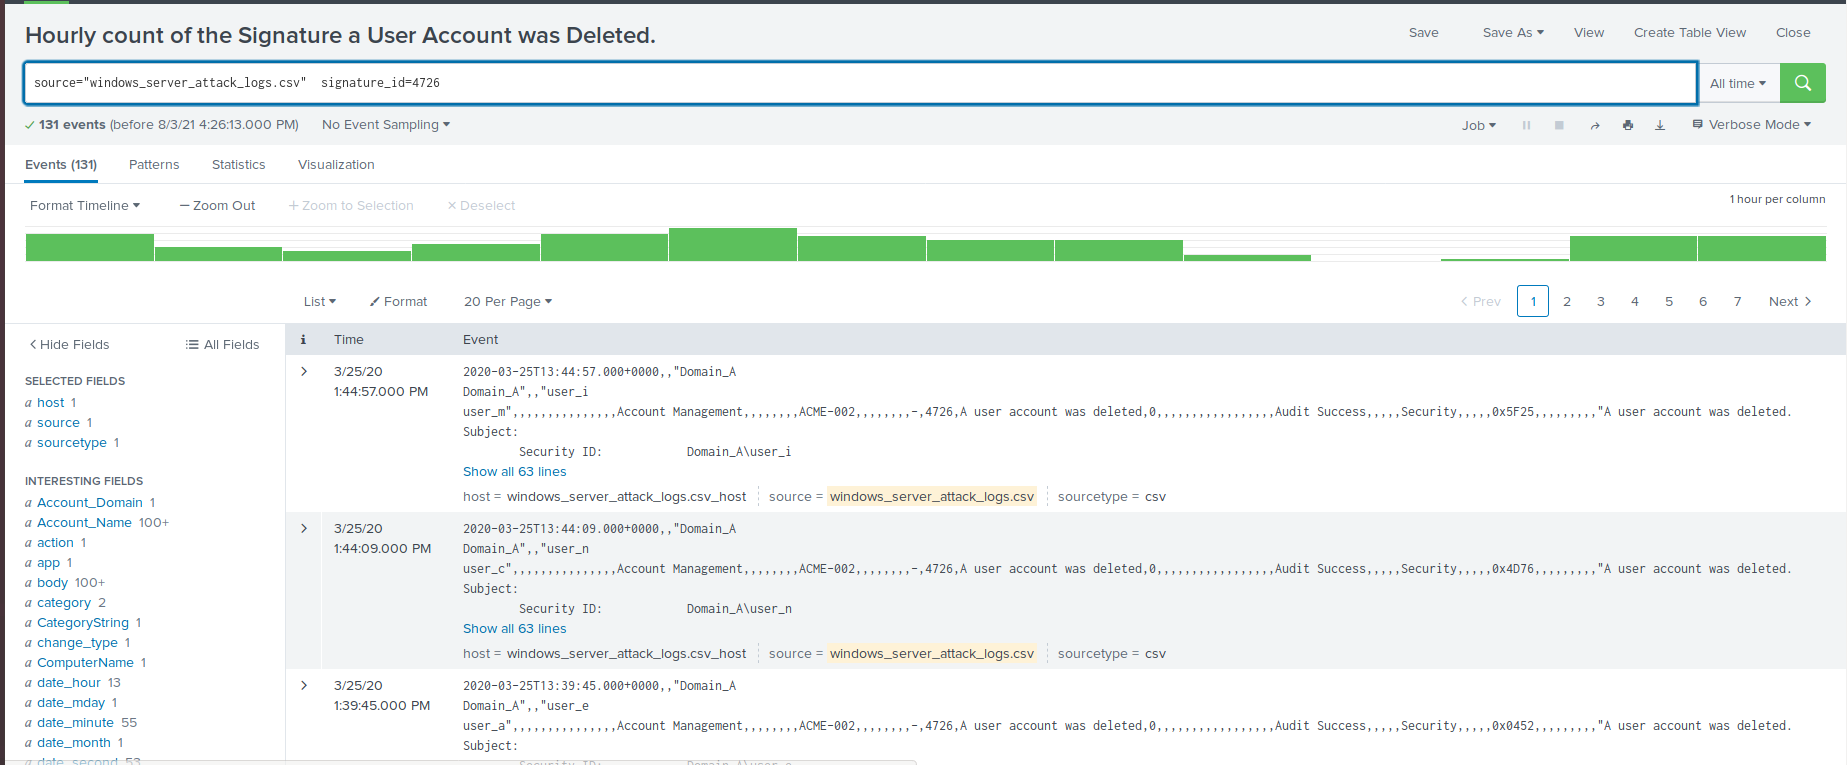 Hourly count of the Signature a User Account was Deleted.
Save Save As View Create Table View Close
source="windows_server_attack_logs.csv"  signature_id=4726
All time
131 events (before 8/3/21 4:26:13.000 PM) No Event Sampling
Job Verbose Mode
Events (131) Patterns Statistics Visualization
Format Timeline — Zoom Out + Zoom to Selection × Deselect
1 hour per column
List Format 20 Per Page
< Prev 1 2 3 4 5 6 7 Next >
< Hide Fields All Fields
SELECTED FIELDS
a host 1
a source 1
a sourcetype 1
INTERESTING FIELDS
a Account_Domain 1
a Account_Name 100+
a action 1
a app 1
a body 100+
a category 2
a CategoryString 1
a change_type 1
a ComputerName 1
a date_hour 13
a date_mday 1
a date_minute 55
a date_month 1
a date_second 53
i Time Event
> 3/25/20
1:44:57.000 PM
2020-03-25T13:44:57.000+0000,,"Domain_A
Domain_A",,"user_i
user_m",,,,,,,,,,,,,,,Account Management,,,,,,,,ACME-002,,,,,,,,-,4726,A user account was deleted,0,,,,,,,,,,,,,,,,,Audit Success,,,,,Security,,,,,0x5F25,,,,,,,,,"A user account was deleted.
Subject:
Security ID: Domain_A\user_i
Show all 63 lines
host = windows_server_attack_logs.csv_host source = windows_server_attack_logs.csv sourcetype = csv
> 3/25/20
1:44:09.000 PM
2020-03-25T13:44:09.000+0000,,"Domain_A
Domain_A",,"user_n
user_c",,,,,,,,,,,,,,,Account Management,,,,,,,,ACME-002,,,,,,,,-,4726,A user account was deleted,0,,,,,,,,,,,,,,,,,Audit Success,,,,,Security,,,,,0x4D76,,,,,,,,,"A user account was deleted.
Subject:
Security ID: Domain_A\user_n
Show all 63 lines
host = windows_server_attack_logs.csv_host source = windows_server_attack_logs.csv sourcetype = csv
> 3/25/20
1:39:45.000 PM
2020-03-25T13:39:45.000+0000,,"Domain_A
Domain_A",,"user_e
user_a",,,,,,,,,,,,,,,Account Management,,,,,,,,ACME-002,,,,,,,,-,4726,A user account was deleted,0,,,,,,,,,,,,,,,,,Audit Success,,,,,Security,,,,,0x0452,,,,,,,,,"A user account was deleted.
Subject: